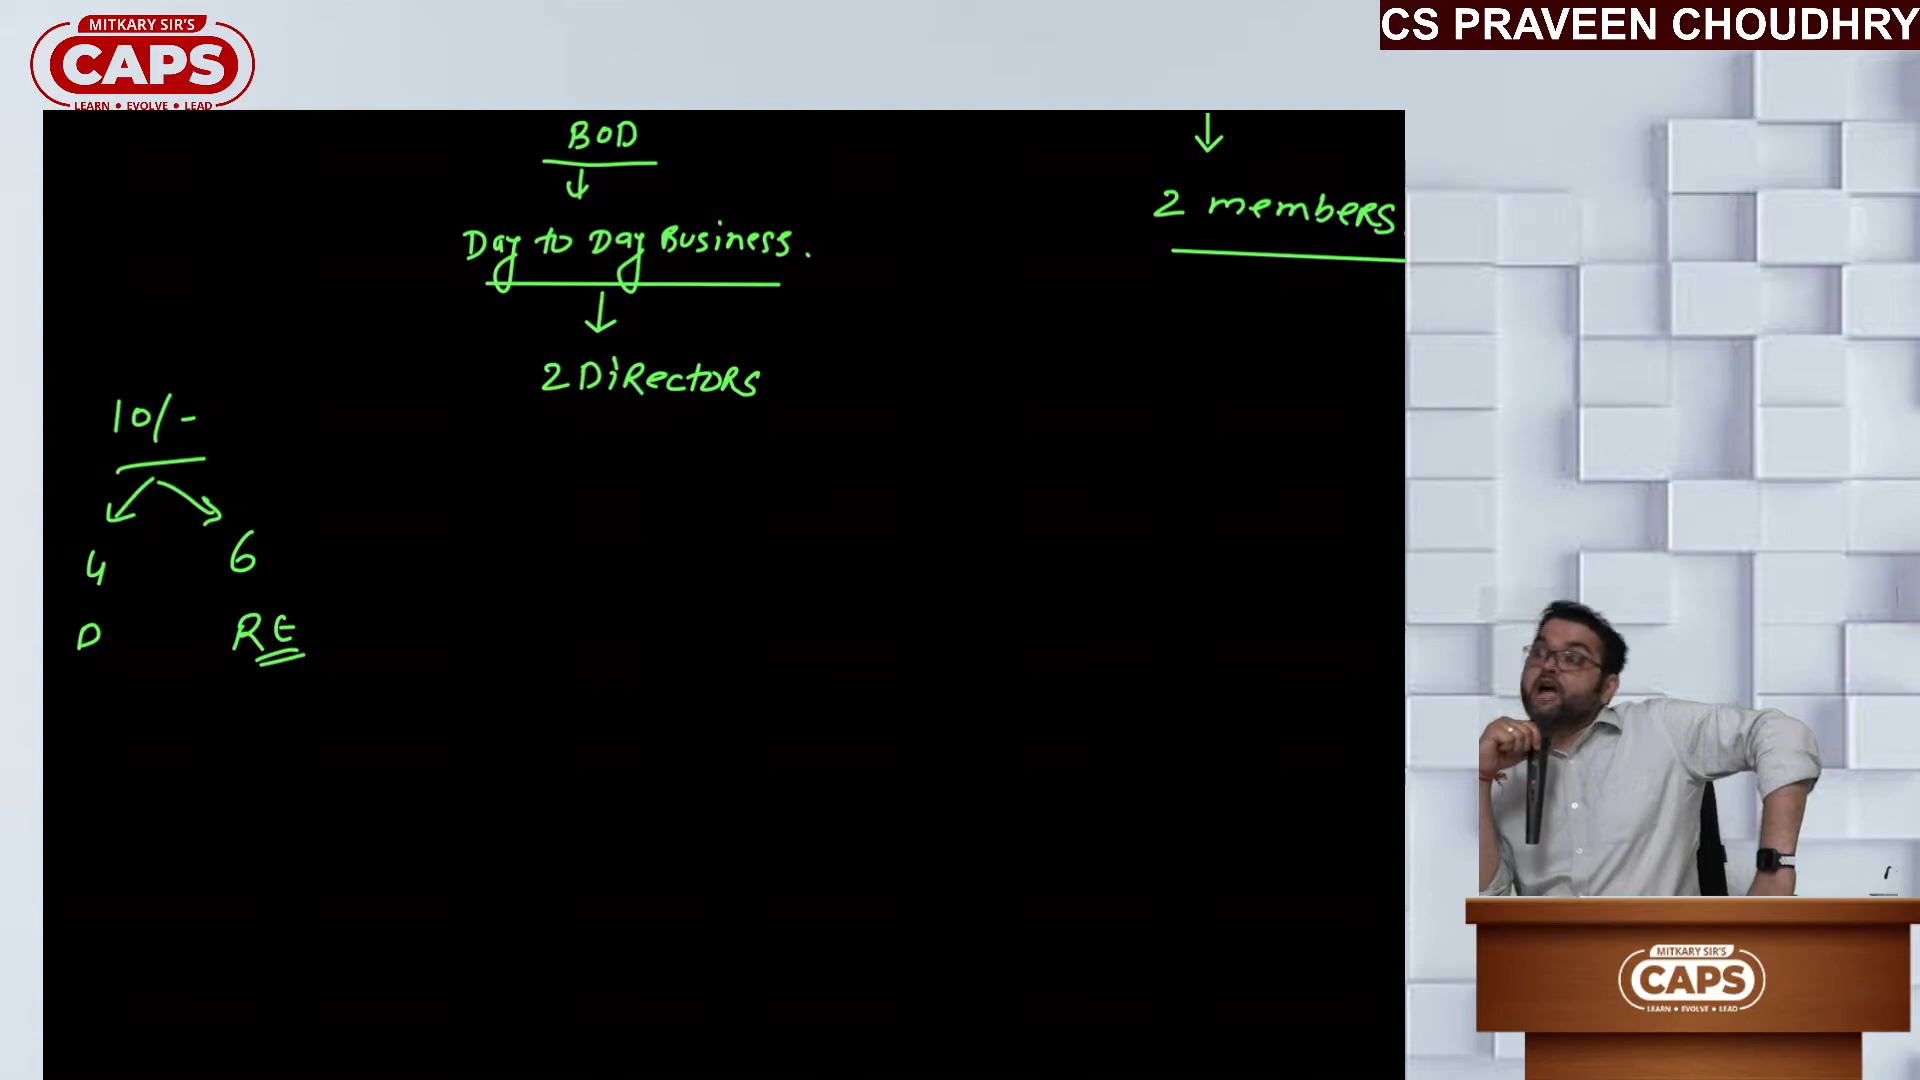 MITKARY SIR'S
CAPS
LEARN • EVOLVE • LEAD
CS PRAVEEN CHOUDHRY
BOD
Day to Day Business.
2 Directors
2 members.
10/-
4 6
D RE
MITKARY SIR'S
CAPS
LEARN • EVOLVE • LEAD